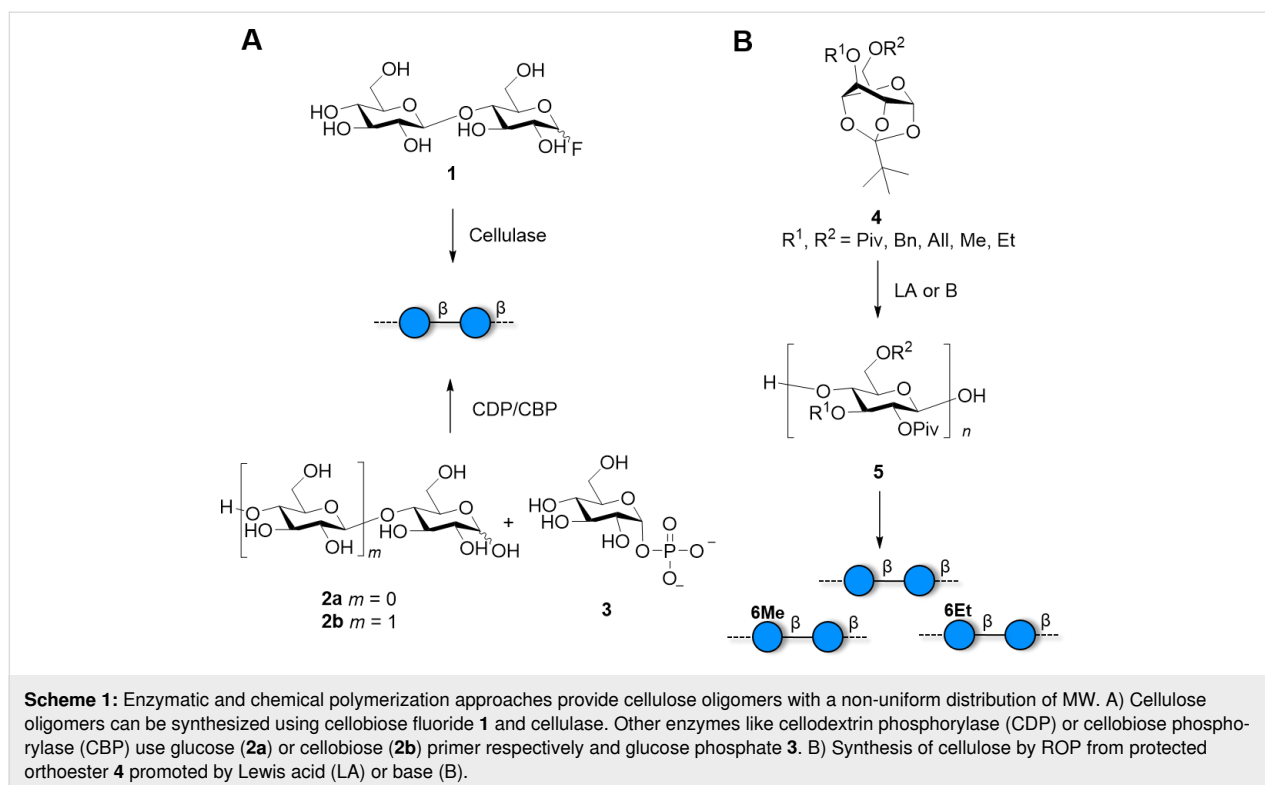 A
B
OH
OH
HO
HO
O
OH
O
HO
O
OH
F
1
Cellulase
β
β
CDP/CBP
H
O
HO
OH
O
OH
m
O
HO
OH
O
OH
OH
+
OH
HO
HO
O
HO
O
P
O
O⁻
O⁻
2a m = 0
2b m = 1
3
R¹O
OR²
O
O
O
O
4
R¹, R² = Piv, Bn, All, Me, Et
LA or B
H
O
R¹O
OR²
O
OPiv
n
OH
5
β
β
6Me
β
β
6Et
β
β
Scheme 1: Enzymatic and chemical polymerization approaches provide cellulose oligomers with a non-uniform distribution of MW. A) Cellulose
oligomers can be synthesized using cellobiose fluoride 1 and cellulase. Other enzymes like cellodextrin phosphorylase (CDP) or cellobiose phospho-
rylase (CBP) use glucose (2a) or cellobiose (2b) primer respectively and glucose phosphate 3. B) Synthesis of cellulose by ROP from protected
orthoester 4 promoted by Lewis acid (LA) or base (B).